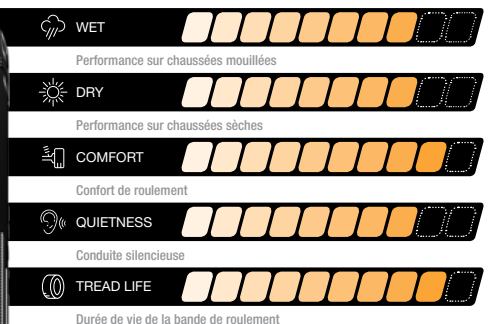 WET
Performance sur chaussées mouillées
DRY
Performance sur chaussées sèches
COMFORT
Confort de roulement
QUIETNESS
Conduite silencieuse
TREAD LIFE
Durée de vie de la bande de roulement